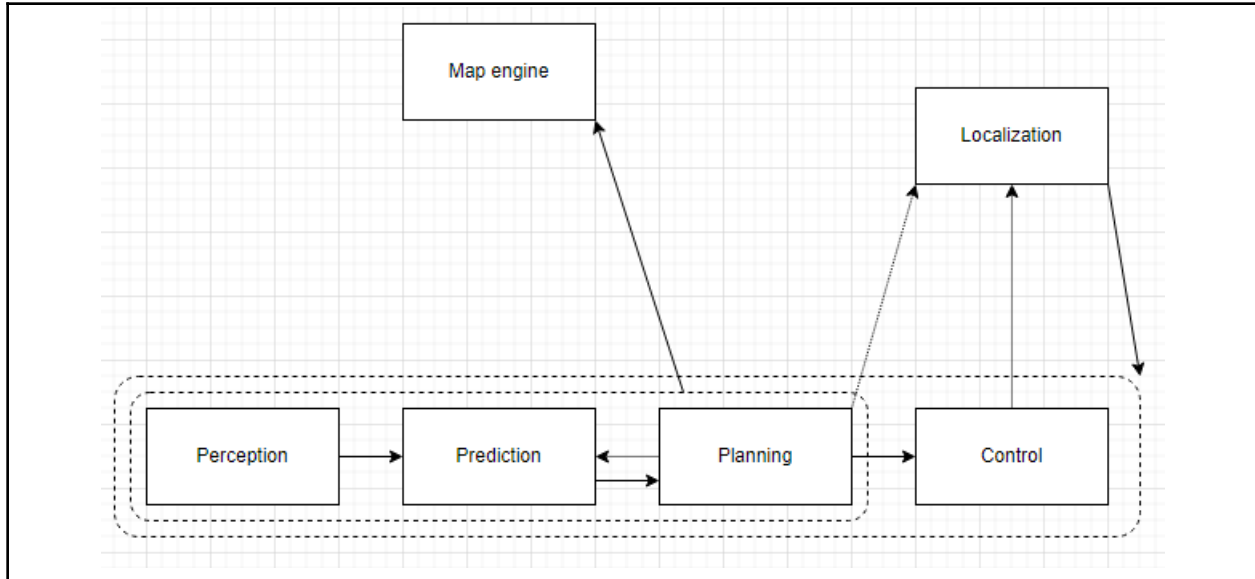 Map engine
Localization
Perception
Prediction
Planning
Control